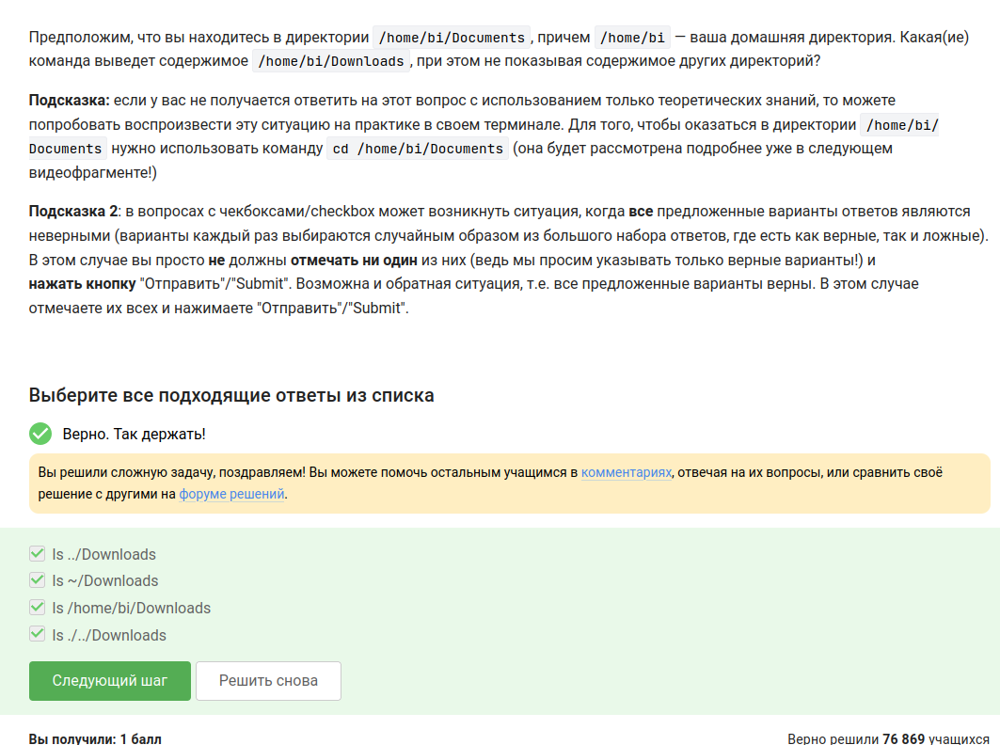 Предположим, что вы находитесь в директории /home/bi/Documents, причем /home/bi — ваша домашняя директория. Какая(ие)
команда выведет содержимое /home/bi/Downloads, при этом не показывая содержимое других директорий?
Подсказка: если у вас не получается ответить на этот вопрос с использованием только теоретических знаний, то можете
попробовать воспроизвести эту ситуацию на практике в своем терминале. Для того, чтобы оказаться в директории /home/bi/
Documents нужно использовать команду cd /home/bi/Documents (она будет рассмотрена подробнее уже в следующем
видеофрагменте!)
Подсказка 2: в вопросах с чекбоксами/checkbox может возникнуть ситуация, когда все предложенные варианты ответов являются
неверными (варианты каждый раз выбираются случайным образом из большого набора ответов, где есть как верные, так и ложные).
В этом случае вы просто не должны отмечать ни один из них (ведь мы просим указывать только верные варианты!) и
нажать кнопку "Отправить"/"Submit". Возможна и обратная ситуация, т.е. все предложенные варианты верны. В этом случае
отмечаете их всех и нажимаете "Отправить"/"Submit".
Выберите все подходящие ответы из списка
Верно. Так держать!
Вы решили сложную задачу, поздравляем! Вы можете помочь остальным учащимся в комментариях, отвечая на их вопросы, или сравнить своё
решение с другими на форуме решений.
ls ../Downloads
ls ~/Downloads
ls /home/bi/Downloads
ls ./../Downloads
Следующий шаг Решить снова
Вы получили: 1 балл Верно решили 76 869 учащихся